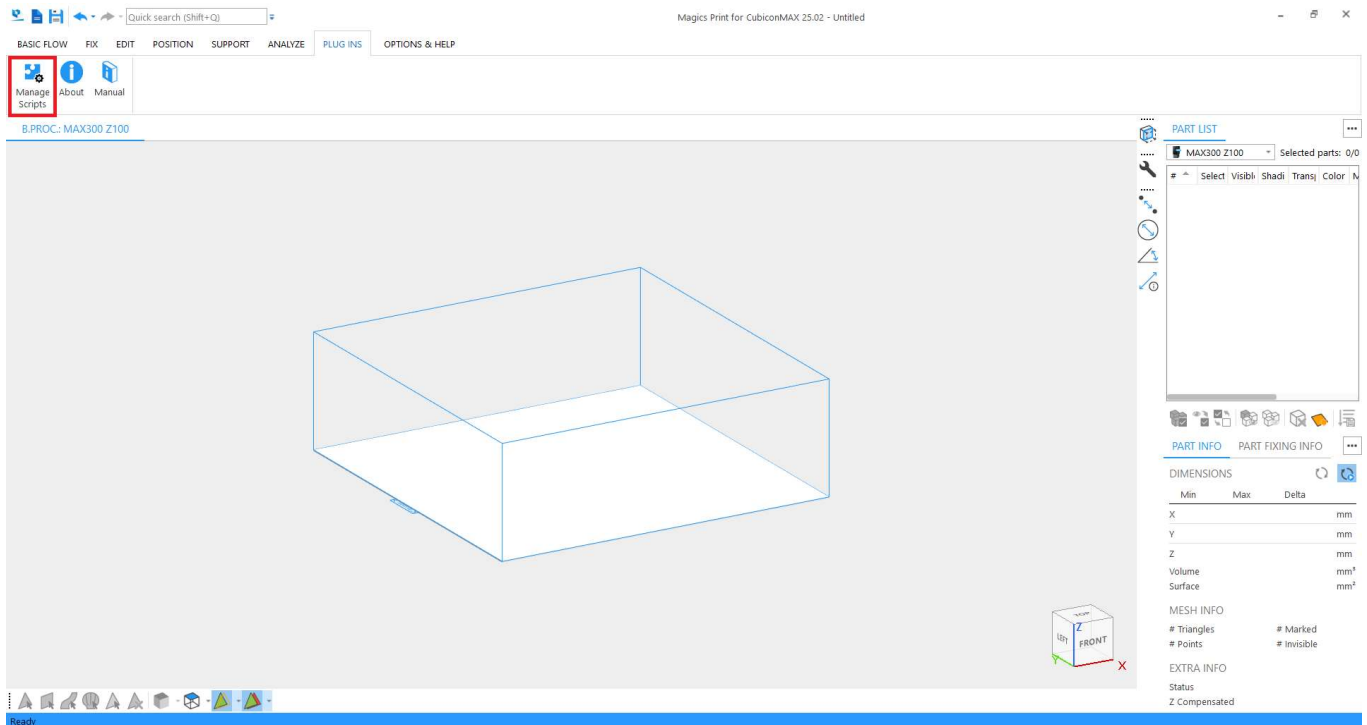 Quick search (Shift+Q)
Magics Print for CubiconMAX 25.02 - Untitled
BASIC FLOW FIX EDIT POSITION SUPPORT ANALYZE PLUG INS OPTIONS & HELP
Manage Scripts
About
Manual
B.PROC.: MAX300 Z100
PART LIST
MAX300 Z100 Selected parts: 0/0
# Select Visibl Shadi Trans Color M
PART INFO PART FIXING INFO
DIMENSIONS
Min Max Delta
X mm
Y mm
Z mm
Volume mm³
Surface mm²
MESH INFO
# Triangles # Marked
# Points # Invisible
EXTRA INFO
Status
Z Compensated
TOP
LEFT FRONT
Z
Y X
Ready